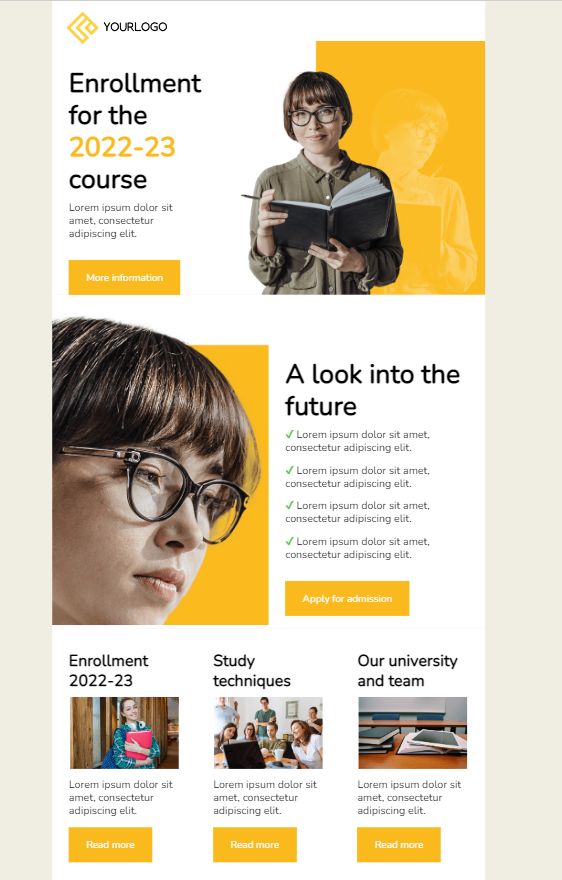 YOURLOGO
Enrollment
for the
2022-23
course
Lorem ipsum dolor sit
amet, consectetur
adipiscing elit.
More information
A look into the
future
✓ Lorem ipsum dolor sit amet,
consectetur adipiscing elit.
✓ Lorem ipsum dolor sit amet,
consectetur adipiscing elit.
✓ Lorem ipsum dolor sit amet,
consectetur adipiscing elit.
✓ Lorem ipsum dolor sit amet,
consectetur adipiscing elit.
Apply for admission
Enrollment
2022-23
Lorem ipsum dolor sit
amet, consectetur
adipiscing elit.
Read more
Study
techniques
Lorem ipsum dolor sit
amet, consectetur
adipiscing elit.
Read more
Our university
and team
Lorem ipsum dolor sit
amet, consectetur
adipiscing elit.
Read more